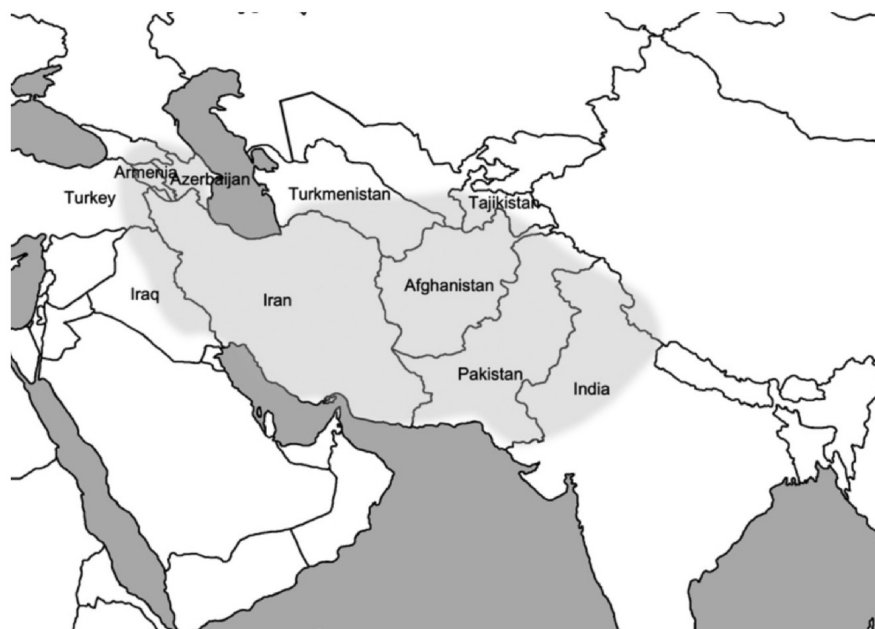 Armenia
Azerbaijan
Turkey
Turkmenistan
Tajikistan
Iraq
Iran
Afghanistan
Pakistan
India